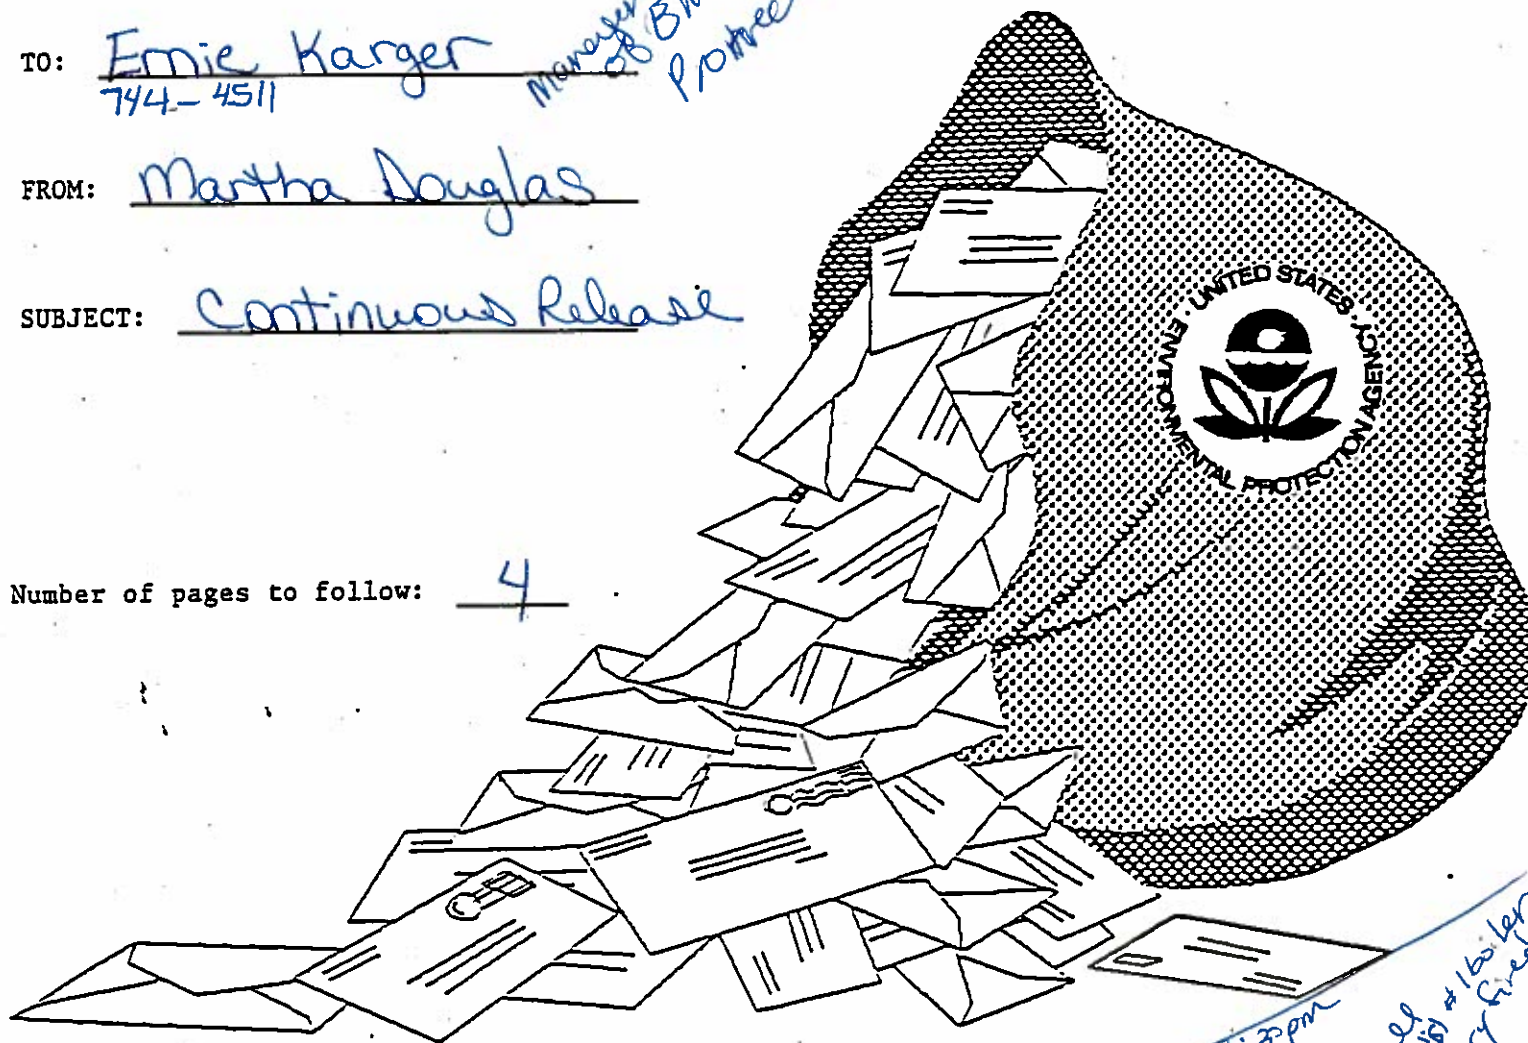 TO: Ernie Karger
744-4511
Manager
FROM: Martha Douglas
SUBJECT: Continuous Release
UNITED STATES
ENVIRONMENTAL PROTECTION AGENCY
Number of pages to follow: 4
:30pm